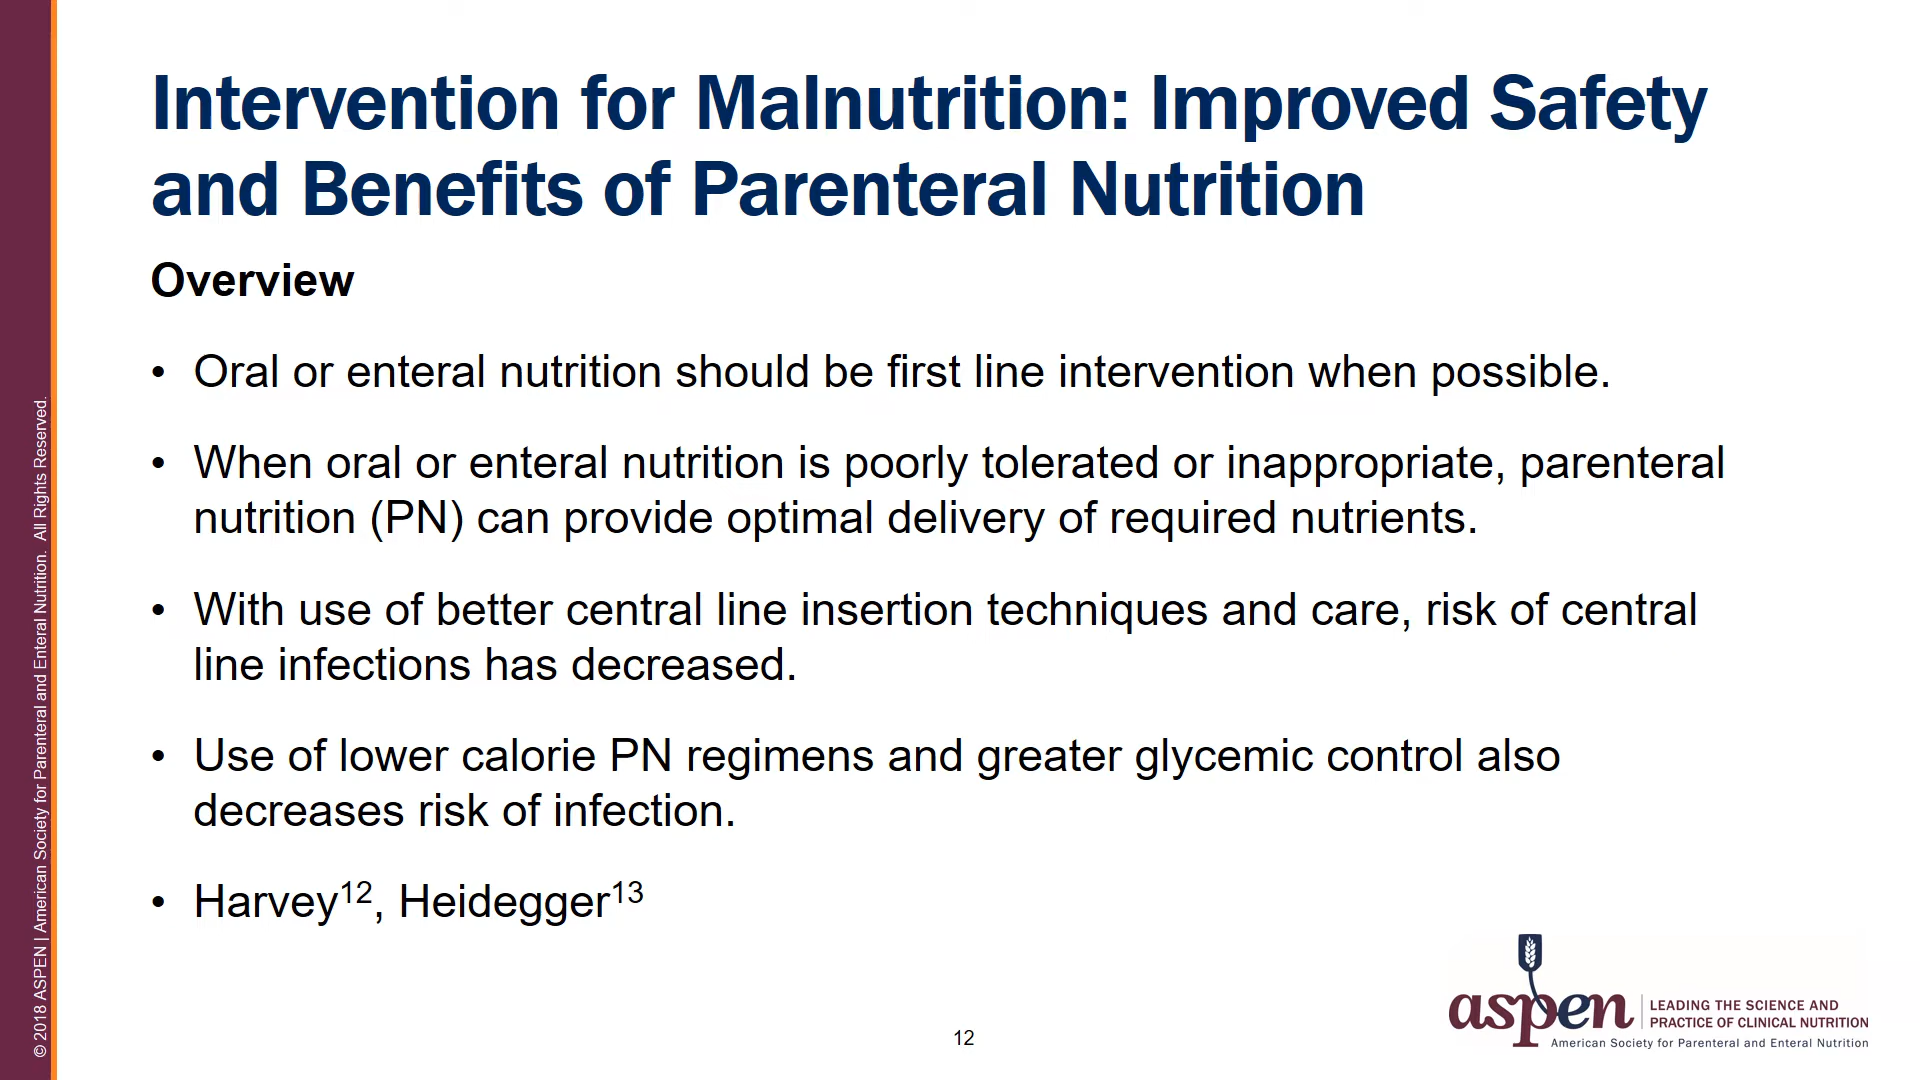 Intervention for Malnutrition: Improved Safety
and Benefits of Parenteral Nutrition
Overview
• Oral or enteral nutrition should be first line intervention when possible.
• When oral or enteral nutrition is poorly tolerated or inappropriate, parenteral
nutrition (PN) can provide optimal delivery of required nutrients.
• With use of better central line insertion techniques and care, risk of central
line infections has decreased.
• Use of lower calorie PN regimens and greater glycemic control also
decreases risk of infection.
• Harvey¹², Heidegger¹³
© 2018 ASPEN | American Society for Parenteral and Enteral Nutrition. All Rights Reserved.
12
aspen
LEADING THE SCIENCE AND
PRACTICE OF CLINICAL NUTRITION
American Society for Parenteral and Enteral Nutrition